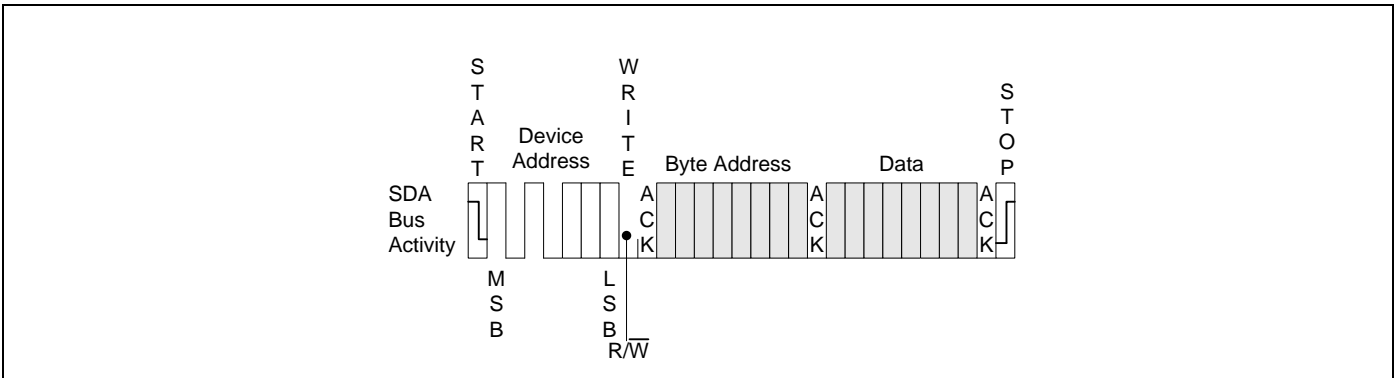 START
WRITE
STOP
Device
Address
Byte Address
Data
SDA
Bus
Activity
ACK
ACK
ACK
MSB
LSB
R/W̅